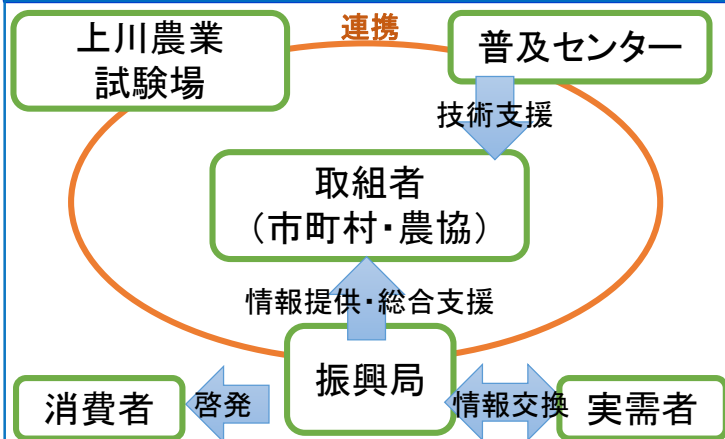 連携
上川農業
試験場
普及センター
技術支援
取組者
（市町村・農協）
情報提供・総合支援
振興局
消費者
啓発
情報交換
実需者